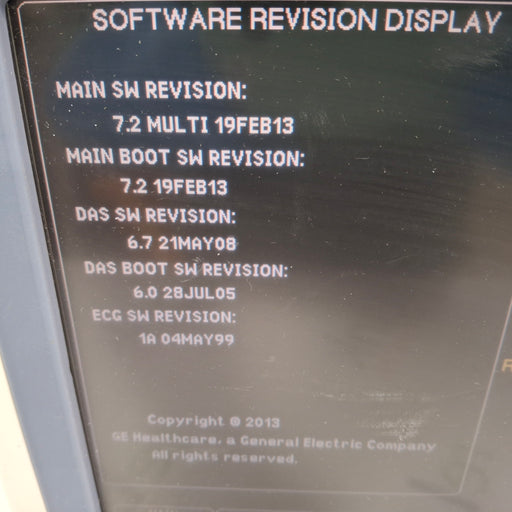 SOFTWARE REVISION DISPLAY
MAIN SW REVISION:
7.2 MULTI 19FEB13
MAIN BOOT SW REVISION:
7.2 19FEB13
DAS SW REVISION:
6.7 21MAY08
DAS BOOT SW REVISION:
6.0 28JUL05
ECG SW REVISION:
1A 04MAY99
Copyright © 2013
GE Healthcare, a General Electric Company
All rights reserved.